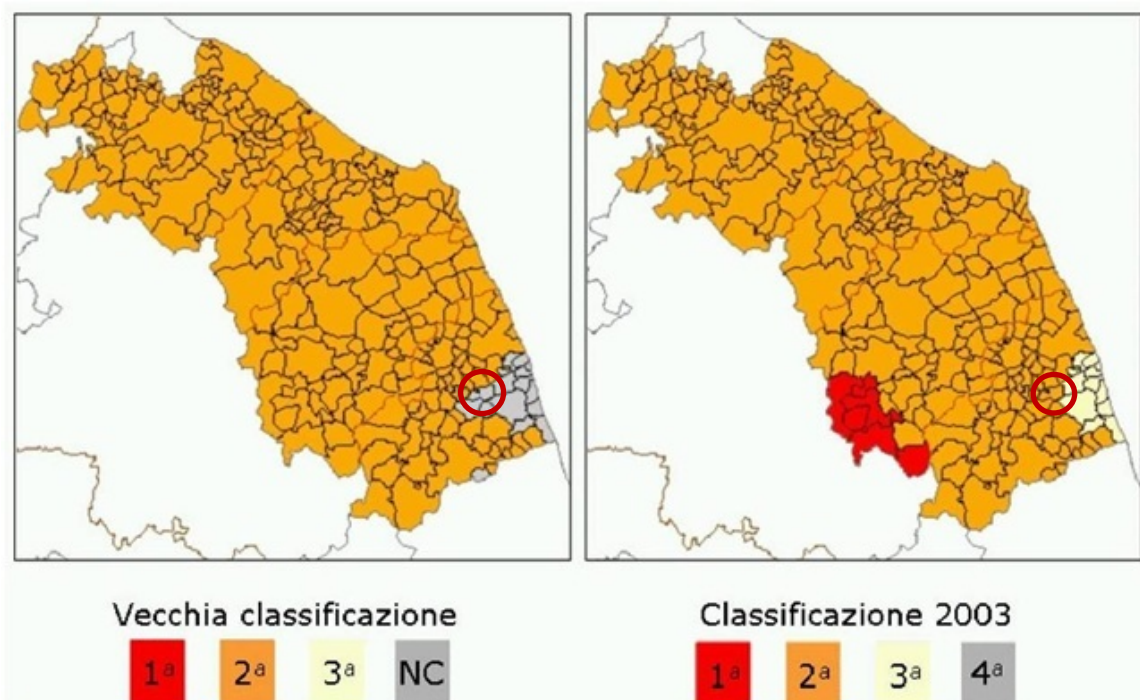 Vecchia classificazione
1ª 2ª 3ª NC
Classificazione 2003
1ª 2ª 3ª 4ª